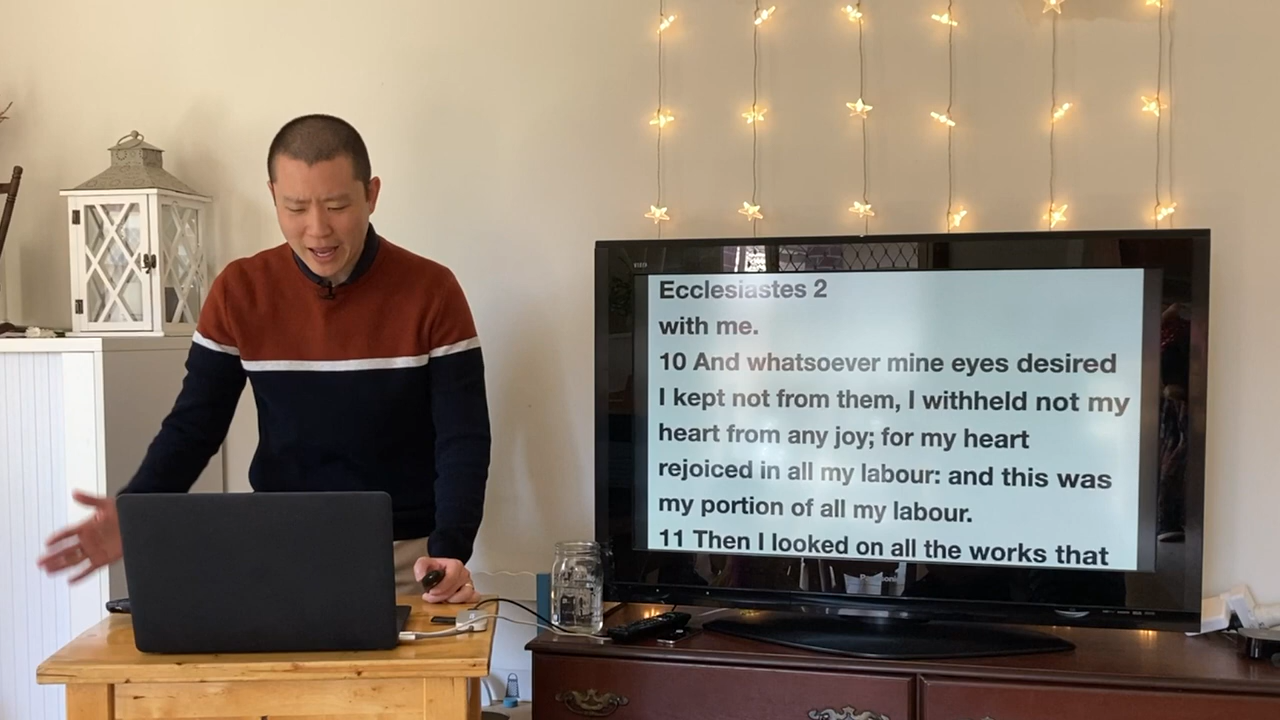 Ecclesiastes 2
with me.
10 And whatsoever mine eyes desired
I kept not from them, I withheld not my
heart from any joy; for my heart
rejoiced in all my labour: and this was
my portion of all my labour.
11 Then I looked on all the works that
Panasonic